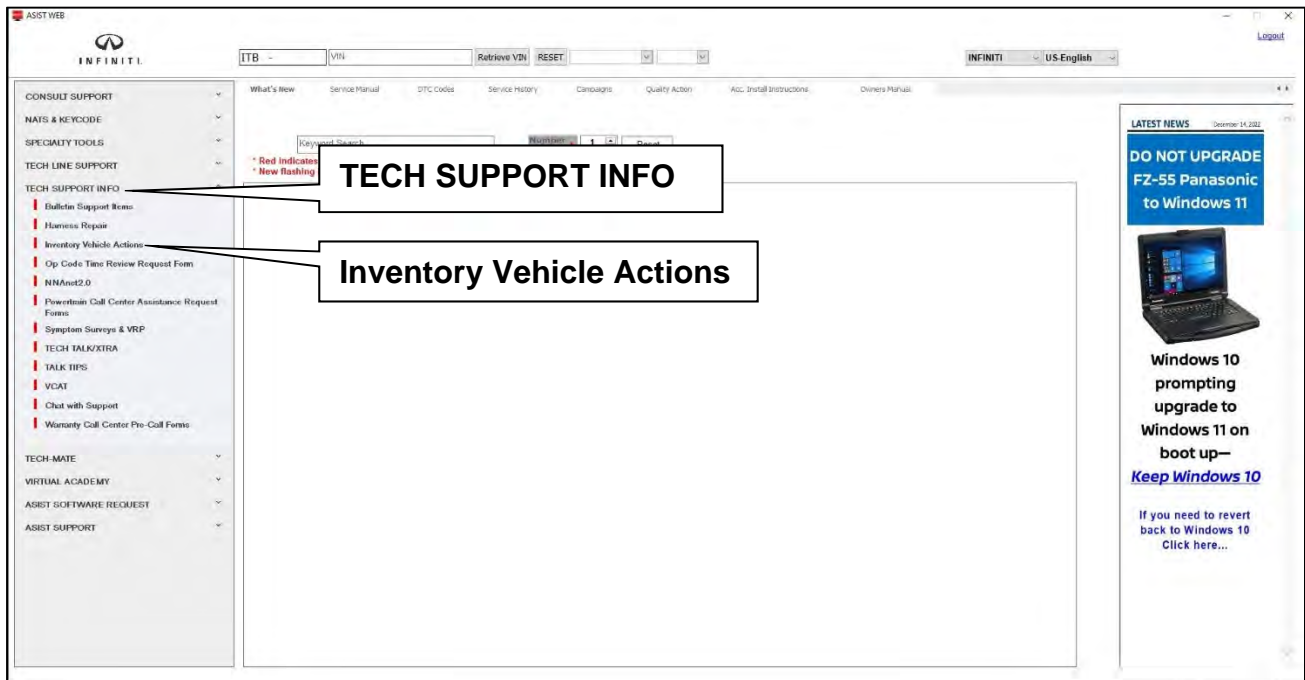 ASIST WEB
Logout
INFINITI
ITB -
VIN
Retrieve VIN
RESET
INFINITI
US-English
CONSULT SUPPORT
NATS & KEYCODE
SPECIALTY TOOLS
TECH LINE SUPPORT
TECH SUPPORT INFO
Bulletin Support Items
Harness Repair
Inventory Vehicle Actions
Op Code Time Review Request Form
NNAnet2.0
Powertrain Call Center Assistance Request
Forms
Symptom Surveys & VRP
TECH TALK/XTRA
TALK TIPS
VCAT
Chat with Support
Warranty Call Center Pre-Call Forms
TECH-MATE
VIRTUAL ACADEMY
ASIST SOFTWARE REQUEST
ASIST SUPPORT
What's New
Service Manual
DTC Codes
Service History
Campaigns
Quality Action
Acc. Install Instructions
Owners Manual
Keyword Search
Number
1
Reset
* Red indicates
* New flashing
TECH SUPPORT INFO
Inventory Vehicle Actions
LATEST NEWS
December 14, 2022
DO NOT UPGRADE
FZ-55 Panasonic
to Windows 11
Windows 10
prompting
upgrade to
Windows 11 on
boot up—
Keep Windows 10
If you need to revert
back to Windows 10
Click here...